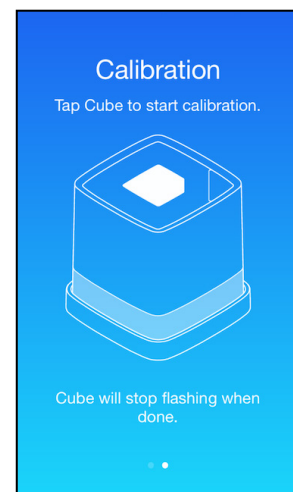 Calibration
Tap Cube to start calibration.
Cube will stop flashing when
done.